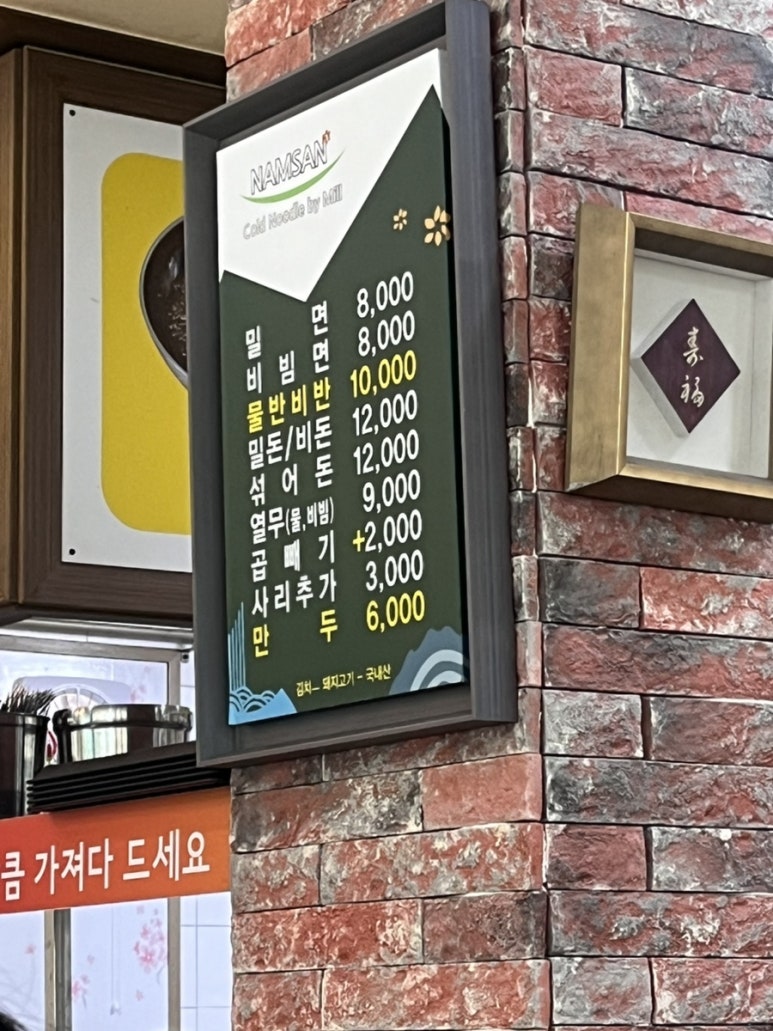 NAMSAN
Cold Noodle by Mill
밀 면 8,000
비 빔 면 8,000
물반비반 10,000
밀돈/비돈 12,000
섞 어 돈 12,000
열무(물,비빔) 9,000
곱 빼 기 +2,000
사리추가 3,000
만 두 6,000
김치 - 돼지고기 - 국내산
큼 가져다 드세요
寿
福